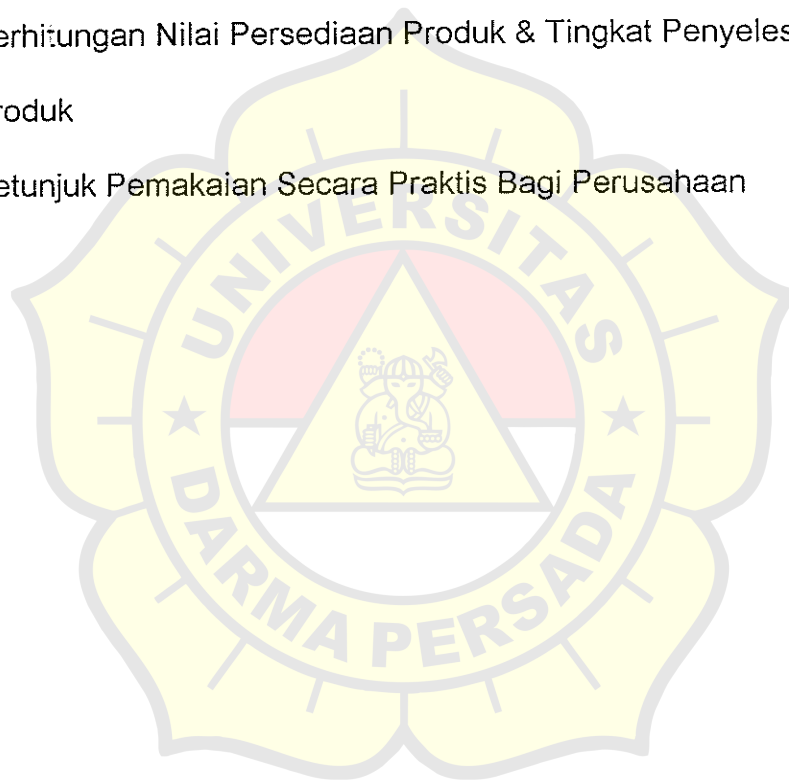 erhitungan Nilai Persediaan Produk & Tingkat Penyeles
roduk
etunjuk Pemakaian Secara Praktis Bagi Perusahaan
UNIVERSITAS
DARMA PERSADA